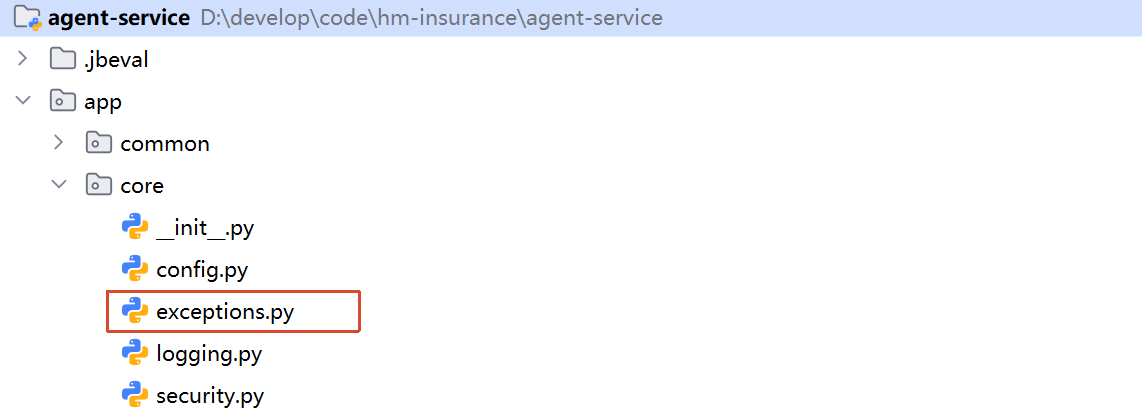 agent-service D:\develop\code\hm-insurance\agent-service
.jbeval
app
common
core
__init__.py
config.py
exceptions.py
logging.py
security.py